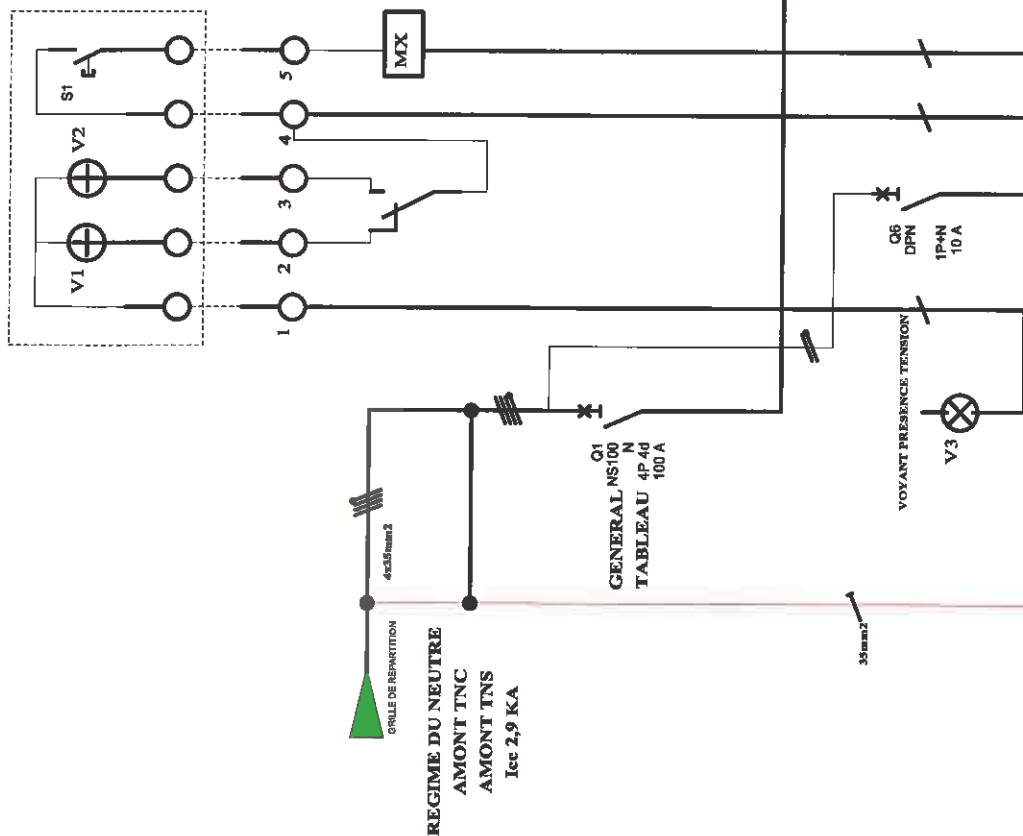 S1
V2
V1
5
4
3
2
1
MX
Q6
DPN
1P+N
10 A
4x35mm2
GRILLE DE REPARTITION
REGIME DU NEUTRE
AMONT TNC
AMONT TNS
Icc 2,9 KA
Q1
GENERAL NS100
N
TABLEAU 4P 4d
100 A
VOYANT PRESENCE TENSION
V3
35mm2